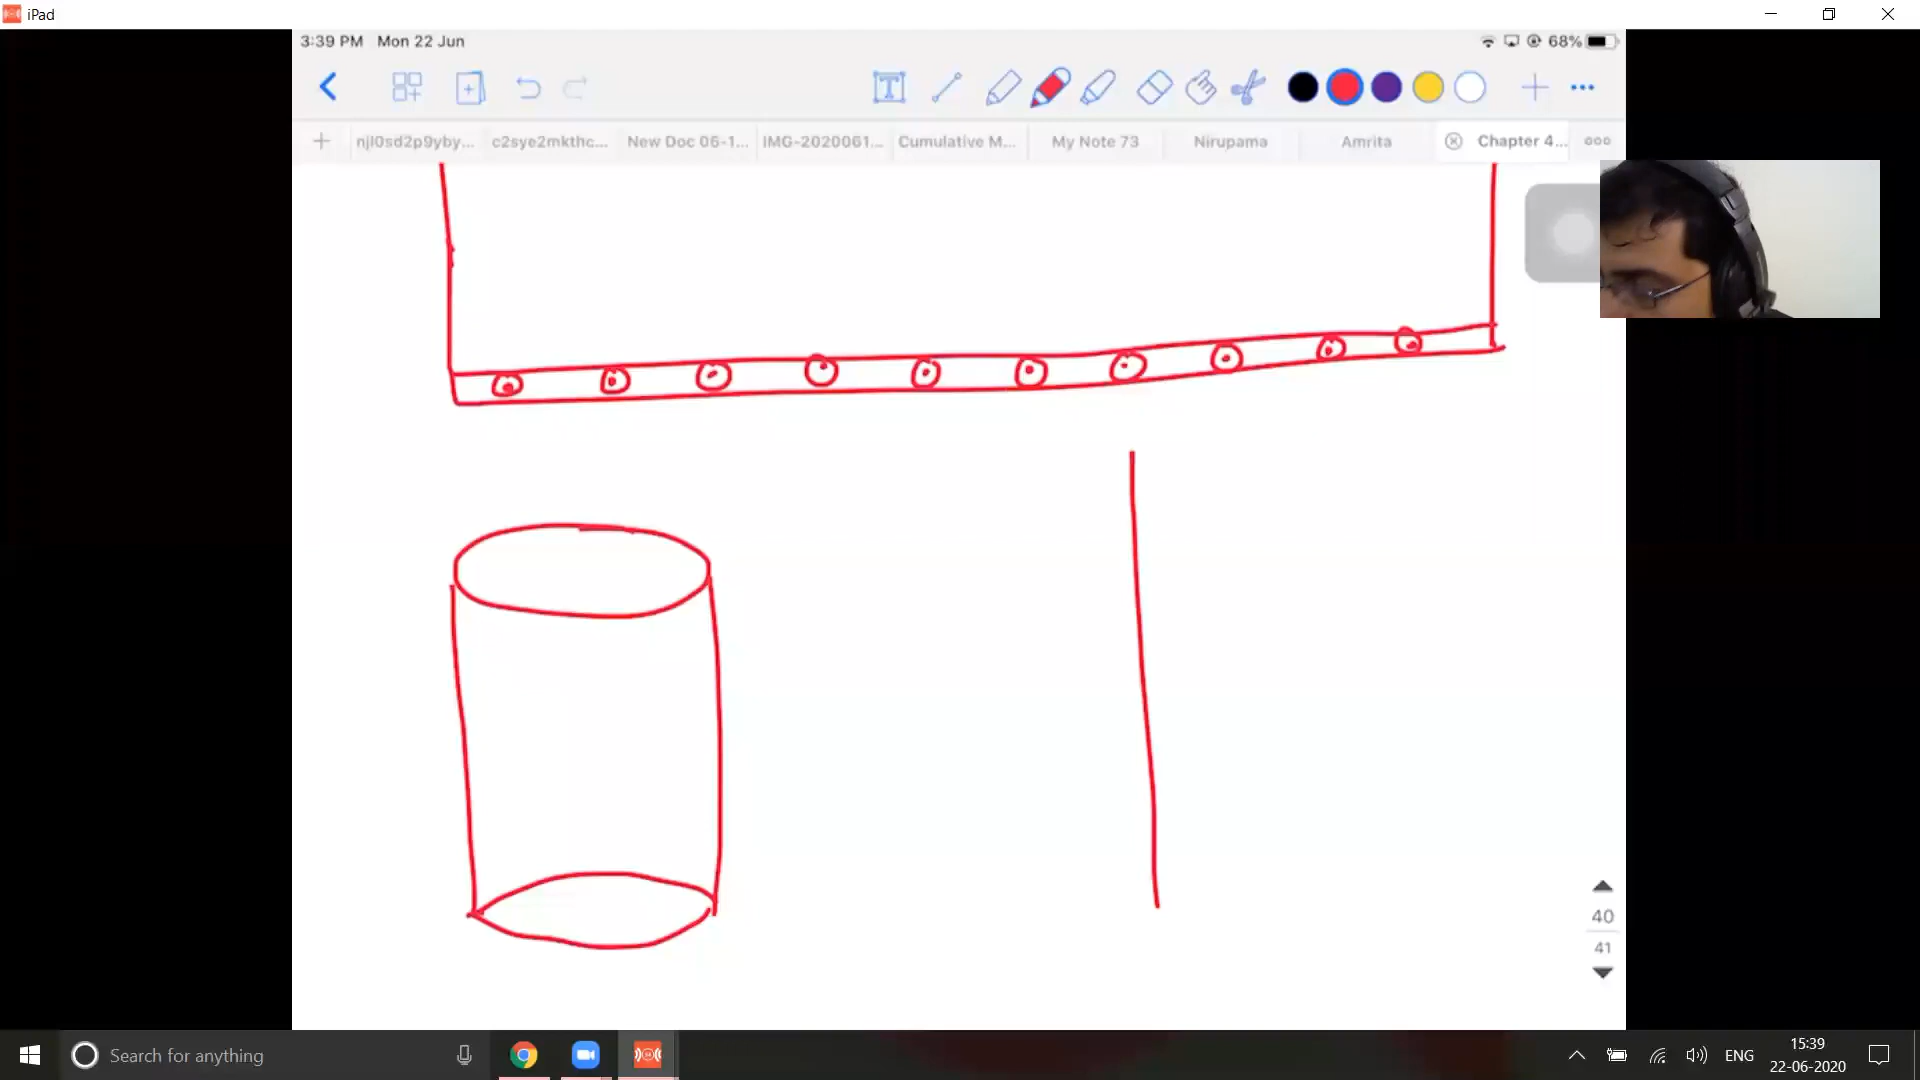 iPad
3:39 PM Mon 22 Jun
68%
njl0sd2p9yby... c2sye2mkthc... New Doc 06-1... IMG-2020061... Cumulative M... My Note 73 Nirupama Amrita Chapter 4...
40
41
Search for anything
ENG
15:39
22-06-2020